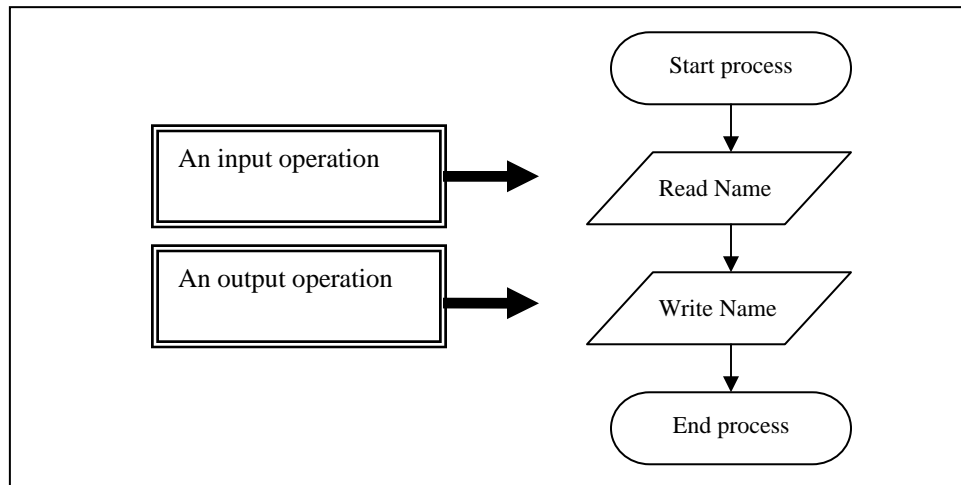 Start process
An input operation
Read Name
An output operation
Write Name
End process